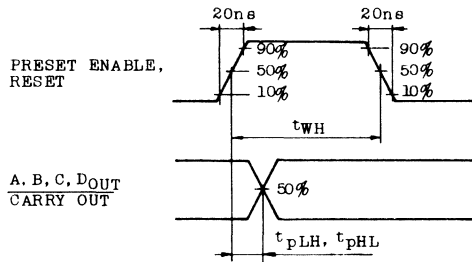 20ns 20ns
90% 90%
PRESET ENABLE,
RESET
50% 50%
10% 10%
tWH
A, B, C, DOUT
CARRY OUT
50%
tpLH, tpHL